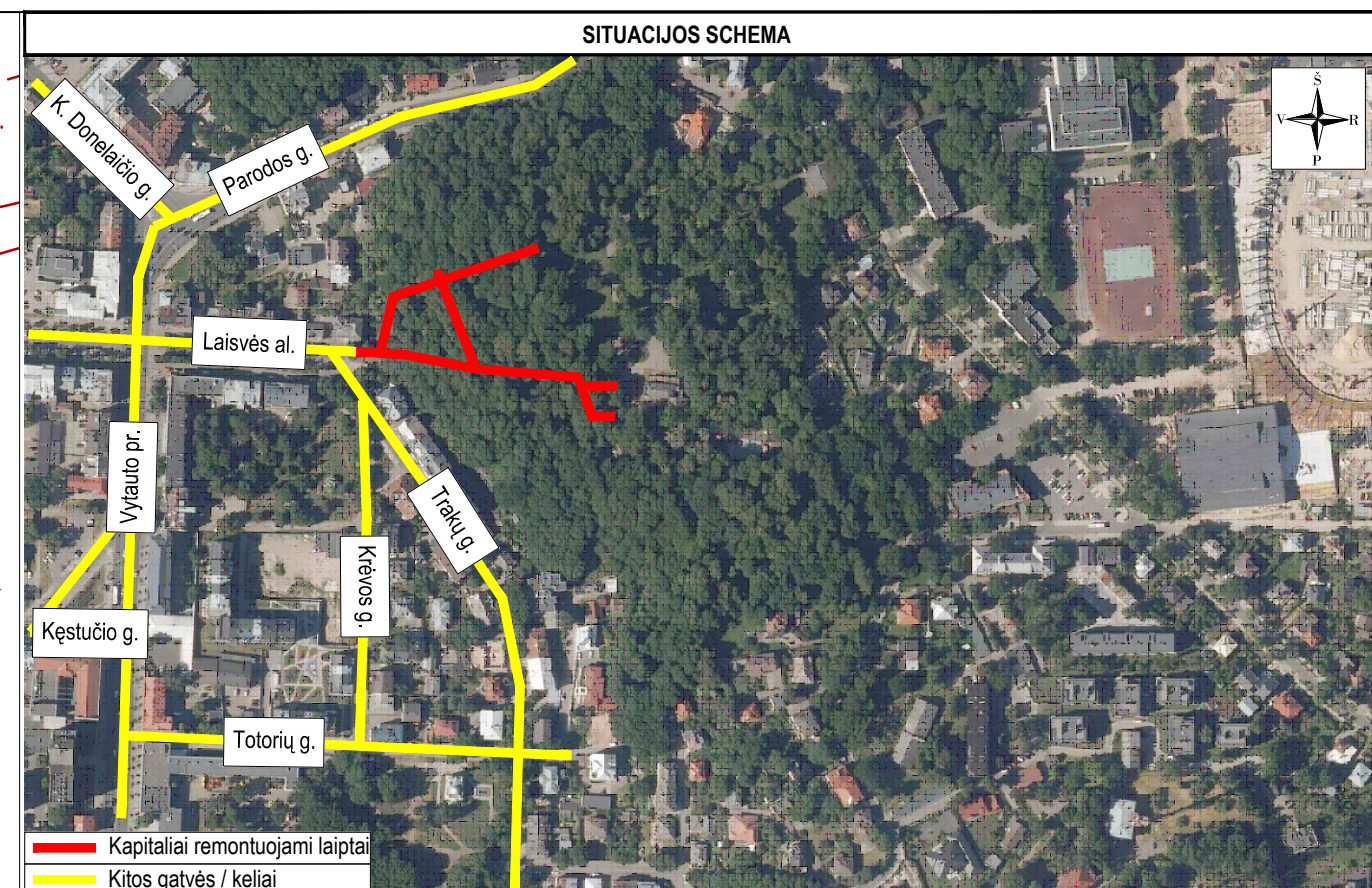 SITUACIJOS SCHEMA
Š
V
R
P
K. Donelaičio g.
Parodos g.
Laisvės al.
Vytauto pr.
Trakų g.
Krėvos g.
Kęstučio g.
Totorių g.
Kapitaliai remontuojami laiptai
Kitos gatvės / keliai